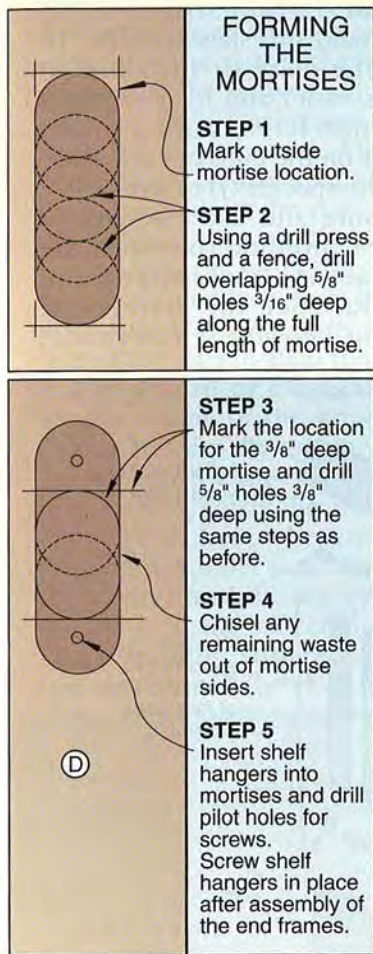 FORMING
THE
MORTISES
STEP 1
Mark outside
mortise location.
STEP 2
Using a drill press
and a fence, drill
overlapping 5/8"
holes 3/16" deep
along the full
length of mortise.
STEP 3
Mark the location
for the 3/8" deep
mortise and drill
5/8" holes 3/8"
deep using the
same steps as
before.
STEP 4
Chisel any
remaining waste
out of mortise
sides.
STEP 5
Insert shelf
hangers into
mortises and drill
pilot holes for
screws.
Screw shelf
hangers in place
after assembly of
the end frames.
D